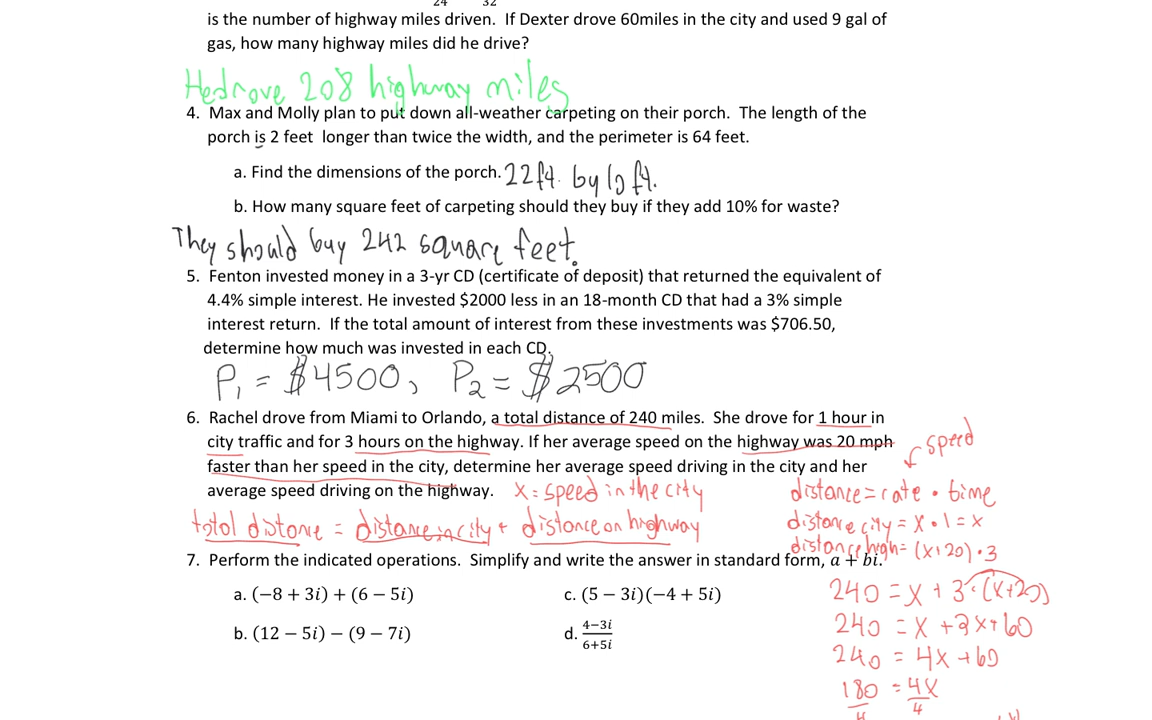 24 32
is the number of highway miles driven. If Dexter drove 60miles in the city and used 9 gal of
gas, how many highway miles did he drive?
He drove 208 highway miles
4. Max and Molly plan to put down all-weather carpeting on their porch. The length of the
porch is 2 feet longer than twice the width, and the perimeter is 64 feet.
a. Find the dimensions of the porch. 22ft. by 10 ft.
b. How many square feet of carpeting should they buy if they add 10% for waste?
They should buy 242 square feet.
5. Fenton invested money in a 3-yr CD (certificate of deposit) that returned the equivalent of
4.4% simple interest. He invested $2000 less in an 18-month CD that had a 3% simple
interest return. If the total amount of interest from these investments was $706.50,
determine how much was invested in each CD.
P₁ = $4500, P₂ = $2500
6. Rachel drove from Miami to Orlando, a total distance of 240 miles. She drove for 1 hour in
city traffic and for 3 hours on the highway. If her average speed on the highway was 20 mph
faster than her speed in the city, determine her average speed driving in the city and her
average speed driving on the highway. x = speed in the city
total distance = distance in city + distance on highway
speed
distance = rate • time
distance city = x • 1 = x
distance high = (x+20) • 3
7. Perform the indicated operations. Simplify and write the answer in standard form, a + bi.
a. (−8 + 3i) + (6 − 5i)
c. (5 − 3i)(−4 + 5i)
b. (12 − 5i) − (9 − 7i)
d. 4−3i
6+5i
240 = x + 3 • (x+20)
240 = x + 3x + 60
240 = 4x + 60
180 = 4x
4 4